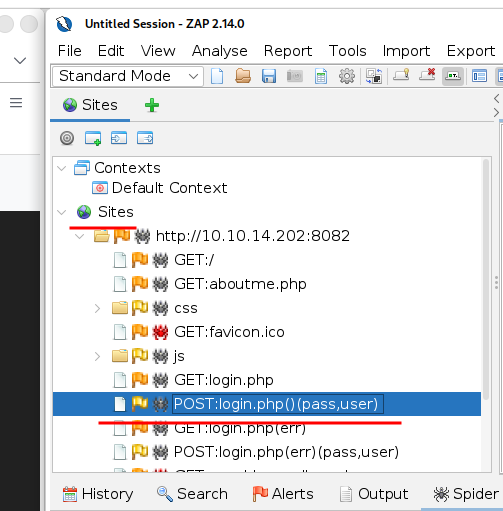 Untitled Session - ZAP 2.14.0
File Edit View Analyse Report Tools Import Export
Standard Mode
Sites
Contexts
Default Context
Sites
http://10.10.14.202:8082
GET:/
GET:aboutme.php
css
GET:favicon.ico
js
GET:login.php
POST:login.php()(pass,user)
GET:login.php(err)
POST:login.php(err)(pass,user)
History Search Alerts Output Spider